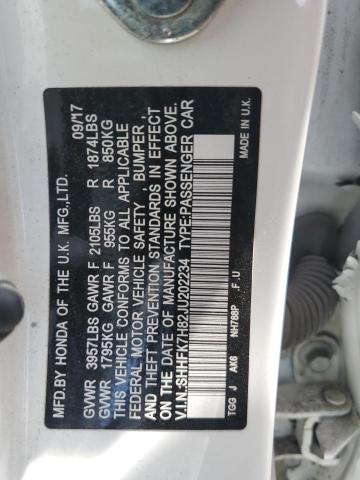 MFD.BY HONDA OF THE U.K. MFG.,LTD. 09/17
GVWR 3957LBS GAWR F 2105LBS R 1874LBS
GVWR 1795KG GAWR F 955KG R 850KG
THIS VEHICLE CONFORMS TO ALL APPLICABLE
FEDERAL MOTOR VEHICLE SAFETY , BUMPER , AND
THEFT PREVENTION STANDARDS IN EFFECT
ON THE DATE OF MANUFACTURE SHOWN ABOVE.
V.I.N. SHHFK7H82JU202234 TYPE:PASSENGER CAR
TGG J AK6 NH788P .F .U MADE IN U.K.